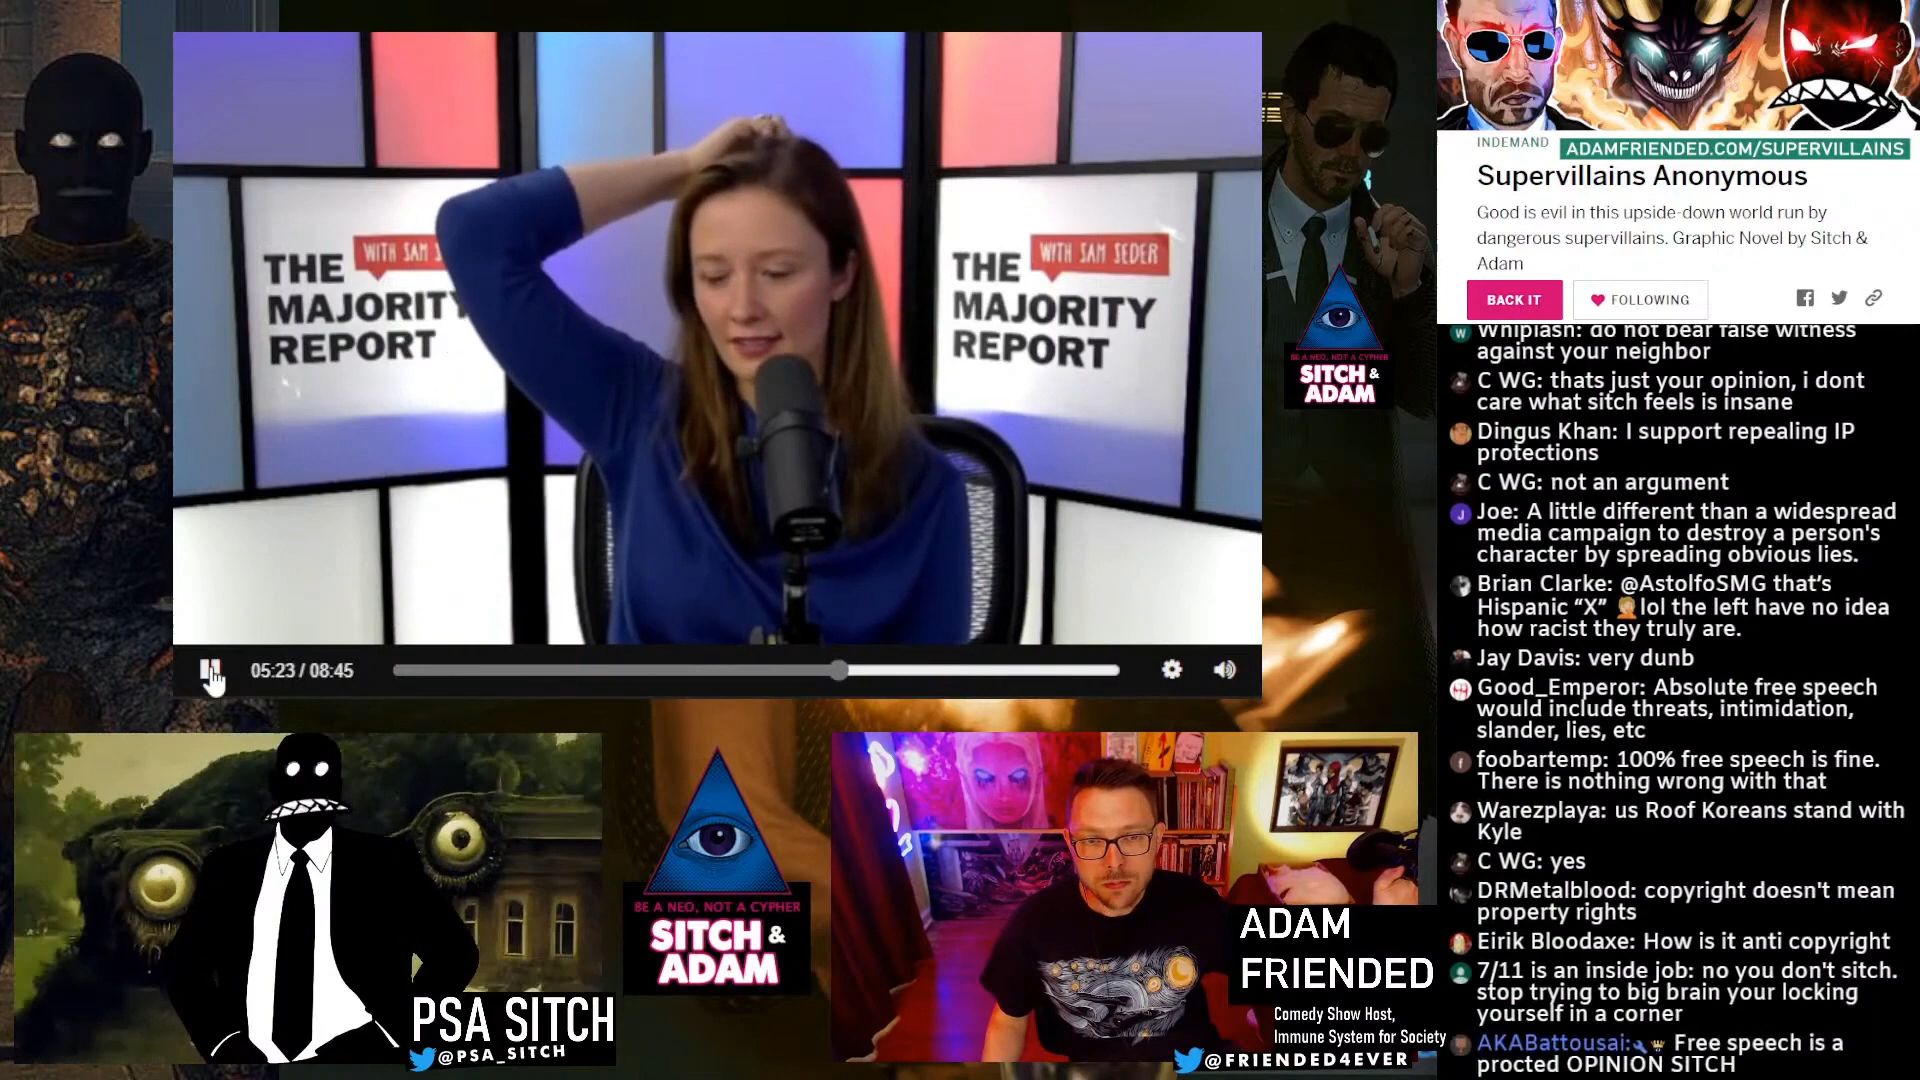 THE
WITH SAM S
MAJORITY
REPORT
THE
WITH SAM SEDER
MAJORITY
REPORT
05:23 / 08:45
BE A NEO, NOT A CYPHER
SITCH &
ADAM
INDEMAND
ADAMFRIENDED.COM/SUPERVILLAINS
Supervillains Anonymous
Good is evil in this upside-down world run by
dangerous supervillains. Graphic Novel by Sitch &
Adam
BACK IT
FOLLOWING
W
Whiplash: do not bear false witness
against your neighbor
C WG: thats just your opinion, i dont
care what sitch feels is insane
Dingus Khan: I support repealing IP
protections
C WG: not an argument
J
Joe: A little different than a widespread
media campaign to destroy a person's
character by spreading obvious lies.
Brian Clarke: @AstolfoSMG that's
Hispanic “X” 🤦lol the left have no idea
how racist they truly are.
Jay Davis: very dunb
Good_Emperor: Absolute free speech
would include threats, intimidation,
slander, lies, etc
f
foobartemp: 100% free speech is fine.
There is nothing wrong with that
Warezplaya: us Roof Koreans stand with
Kyle
C WG: yes
DRMetalblood: copyright doesn't mean
property rights
Eirik Bloodaxe: How is it anti copyright
7/11 is an inside job: no you don't sitch.
stop trying to big brain your locking
yourself in a corner
AKABattousai: Free speech is a
procted OPINION SITCH
PSA SITCH
@PSA_SITCH
BE A NEO, NOT A CYPHER
SITCH &
ADAM
ADAM
FRIENDED
Comedy Show Host,
Immune System for Society
@FRIENDED4EVER